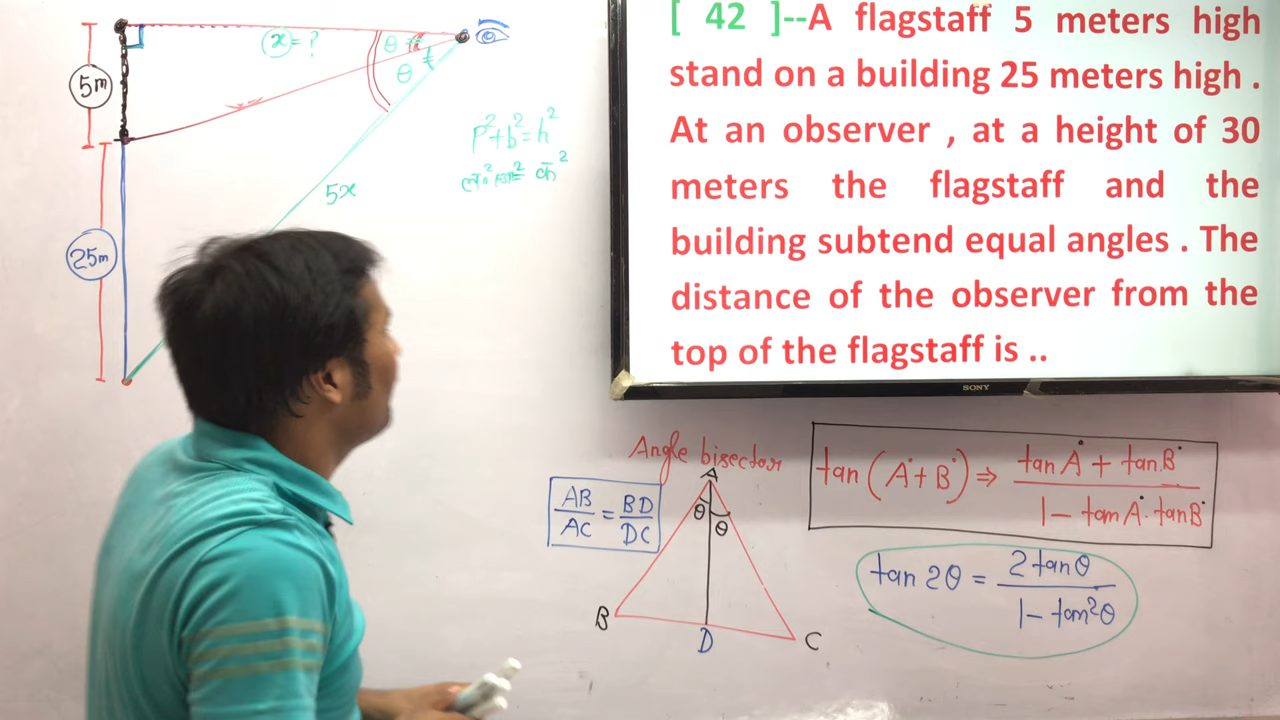 [ 42 ]--A flagstaff 5 meters high
stand on a building 25 meters high .
At an observer , at a height of 30
meters the flagstaff and the
building subtend equal angles . The
distance of the observer from the
top of the flagstaff is ..
SONY
5m
x = ?
θ
θ
25m
5x
p²+b²=h²
Angle bisector
AB/AC = BD/DC
A
θ θ
B D C
tan (A+B) ⇒ tan A + tan B / 1 - tan A . tan B
tan 2θ = 2 tan θ / 1 - tan²θ